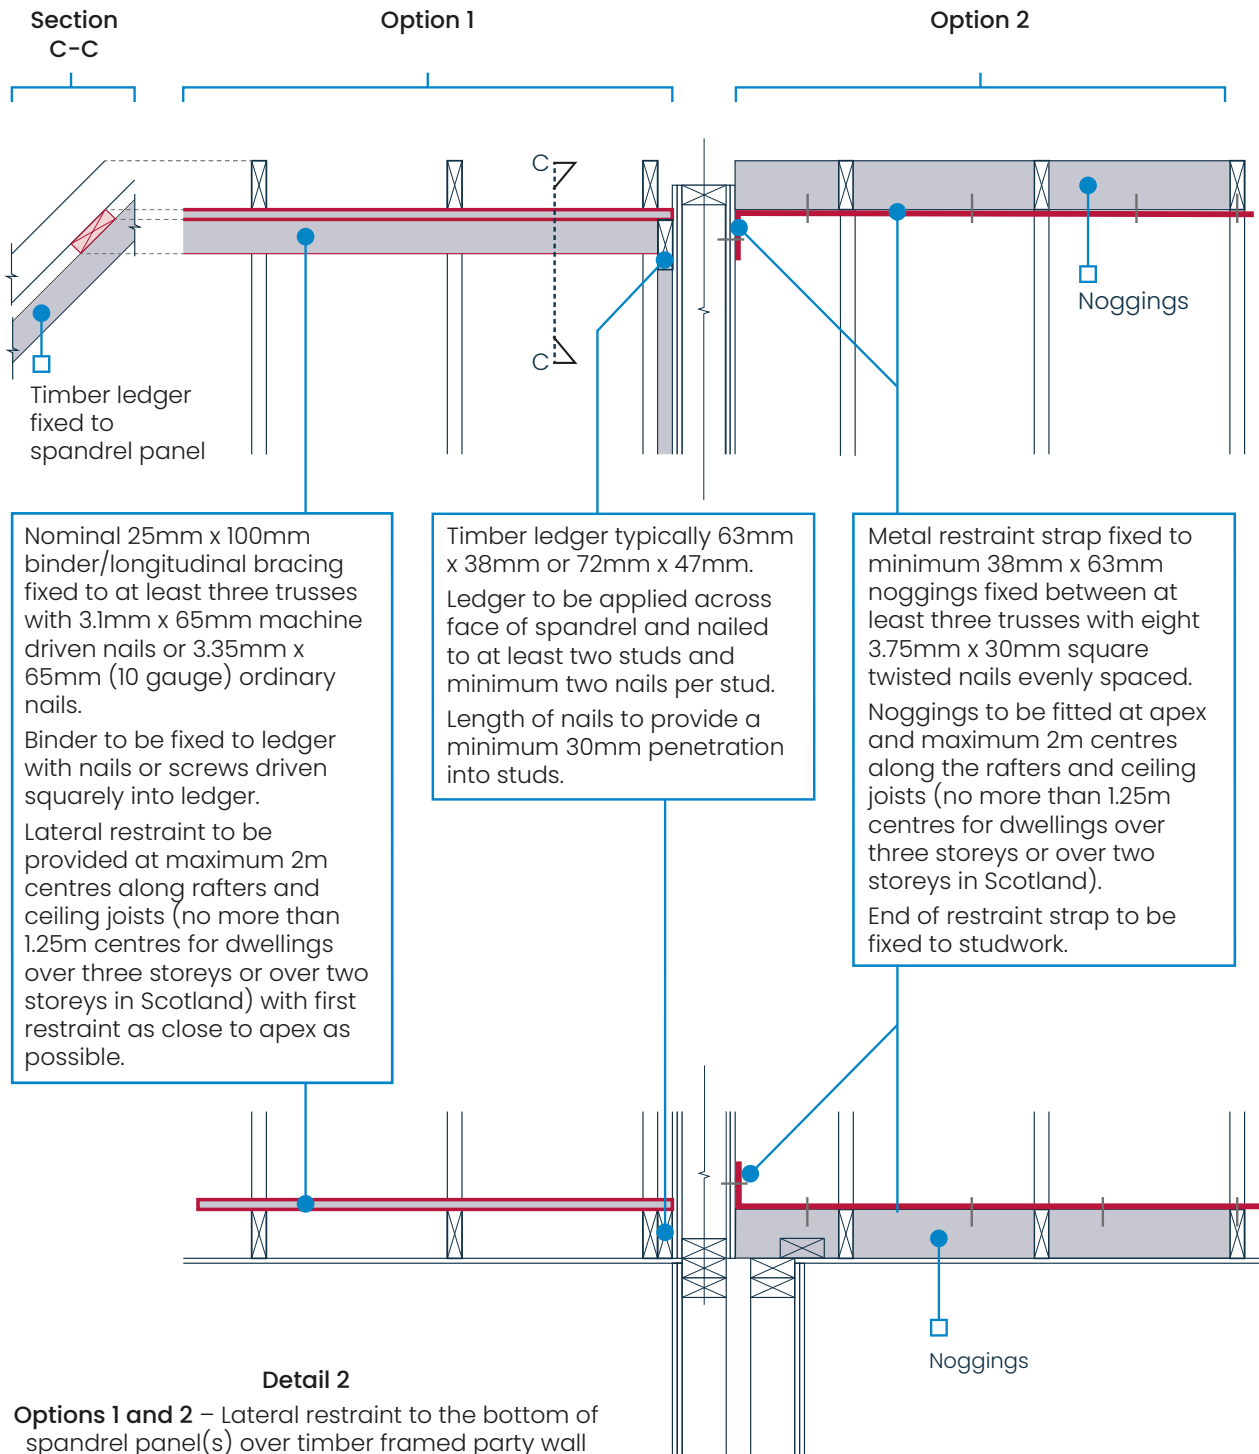 Section
C-C
Option 1
Option 2
C
C
Noggings
Timber ledger
fixed to
spandrel panel
Nominal 25mm x 100mm
binder/longitudinal bracing
fixed to at least three trusses
with 3.1mm x 65mm machine
driven nails or 3.35mm x
65mm (10 gauge) ordinary
nails.
Binder to be fixed to ledger
with nails or screws driven
squarely into ledger.
Lateral restraint to be
provided at maximum 2m
centres along rafters and
ceiling joists (no more than
1.25m centres for dwellings
over three storeys or over two
storeys in Scotland) with first
restraint as close to apex as
possible.
Timber ledger typically 63mm
x 38mm or 72mm x 47mm.
Ledger to be applied across
face of spandrel and nailed
to at least two studs and
minimum two nails per stud.
Length of nails to provide a
minimum 30mm penetration
into studs.
Metal restraint strap fixed to
minimum 38mm x 63mm
noggings fixed between at
least three trusses with eight
3.75mm x 30mm square
twisted nails evenly spaced.
Noggings to be fitted at apex
and maximum 2m centres
along the rafters and ceiling
joists (no more than 1.25m
centres for dwellings over
three storeys or over two
storeys in Scotland).
End of restraint strap to be
fixed to studwork.
Noggings
Detail 2
Options 1 and 2 – Lateral restraint to the bottom of
spandrel panel(s) over timber framed party wall